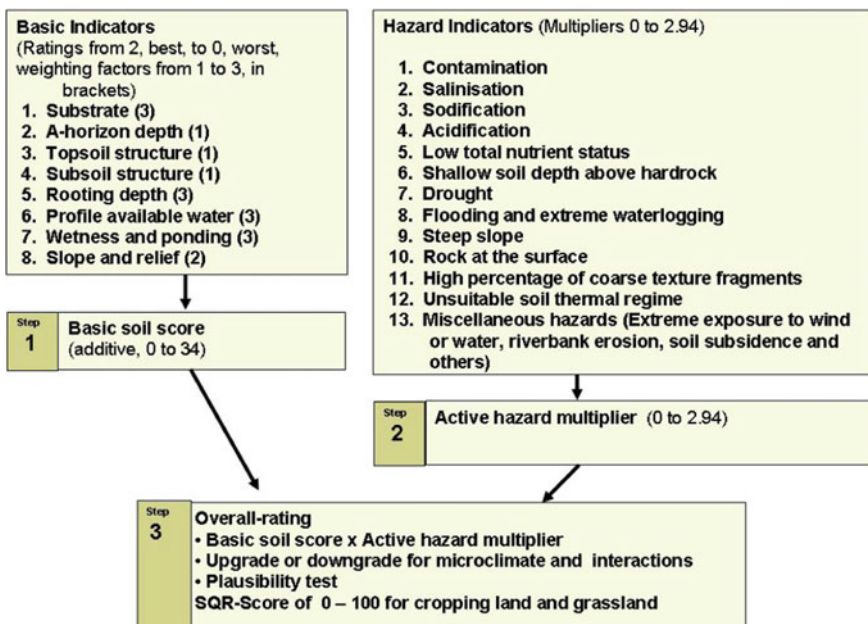 Basic Indicators
(Ratings from 2, best, to 0, worst,
weighting factors from 1 to 3, in
brackets)
1. Substrate (3)
2. A-horizon depth (1)
3. Topsoil structure (1)
4. Subsoil structure (1)
5. Rooting depth (3)
6. Profile available water (3)
7. Wetness and ponding (3)
8. Slope and relief (2)
Step
1
Basic soil score
(additive, 0 to 34)
Hazard Indicators (Multipliers 0 to 2.94)
1. Contamination
2. Salinisation
3. Sodification
4. Acidification
5. Low total nutrient status
6. Shallow soil depth above hardrock
7. Drought
8. Flooding and extreme waterlogging
9. Steep slope
10. Rock at the surface
11. High percentage of coarse texture fragments
12. Unsuitable soil thermal regime
13. Miscellaneous hazards (Extreme exposure to wind
or water, riverbank erosion, soil subsidence and
others)
Step
2
Active hazard multiplier (0 to 2.94)
Step
3
Overall-rating
• Basic soil score x Active hazard multiplier
• Upgrade or downgrade for microclimate and interactions
• Plausibility test
SQR-Score of 0 – 100 for cropping land and grassland